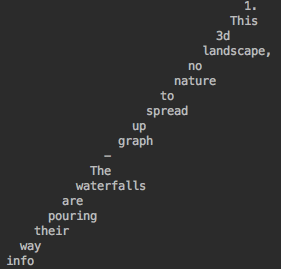 1.
This
3d
landscape,
no
nature
to
spread
up
graph
—
The
waterfalls
are
pouring
their
way
info